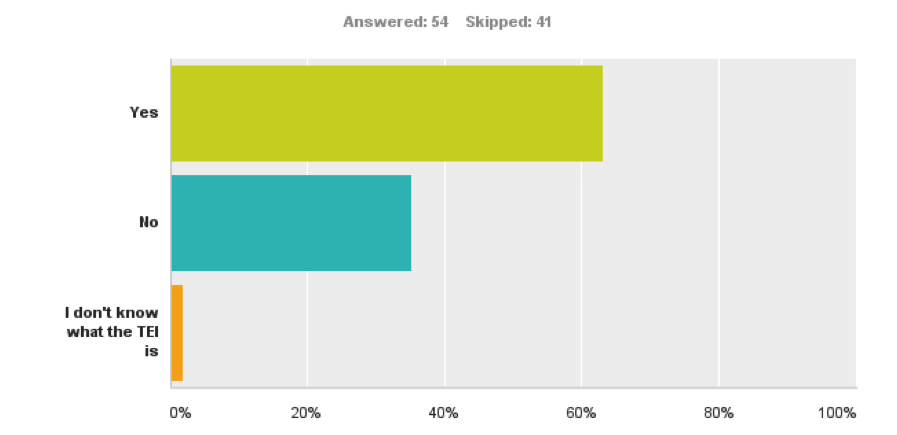 Answered: 54 Skipped: 41
Yes
No
I don't know
what the TEI
is
0% 20% 40% 60% 80% 100%